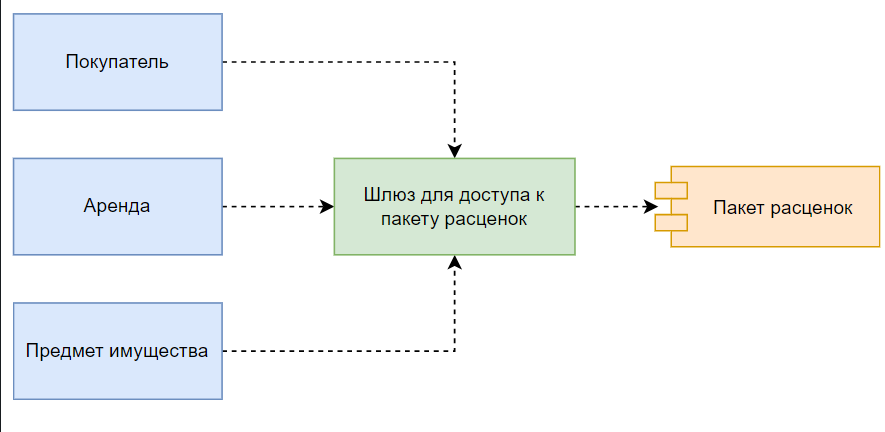 Покупатель
Аренда
Шлюз для доступа к
пакету расценок
Пакет расценок
Предмет имущества